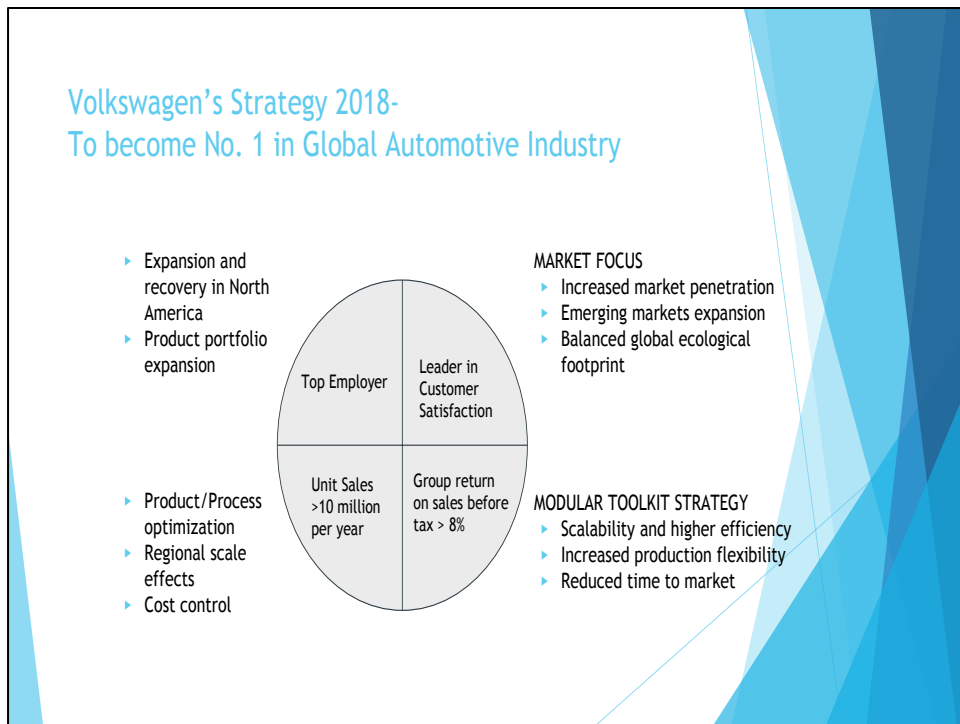 Volkswagen's Strategy 2018-
To become No. 1 in Global Automotive Industry
Expansion and
recovery in North
America
Product portfolio
expansion
MARKET FOCUS
Increased market penetration
Emerging markets expansion
Balanced global ecological
footprint
Top Employer
Leader in
Customer
Satisfaction
Unit Sales
>10 million
per year
Group return
on sales before
tax > 8%
Product/Process
optimization
Regional scale
effects
Cost control
MODULAR TOOLKIT STRATEGY
Scalability and higher efficiency
Increased production flexibility
Reduced time to market